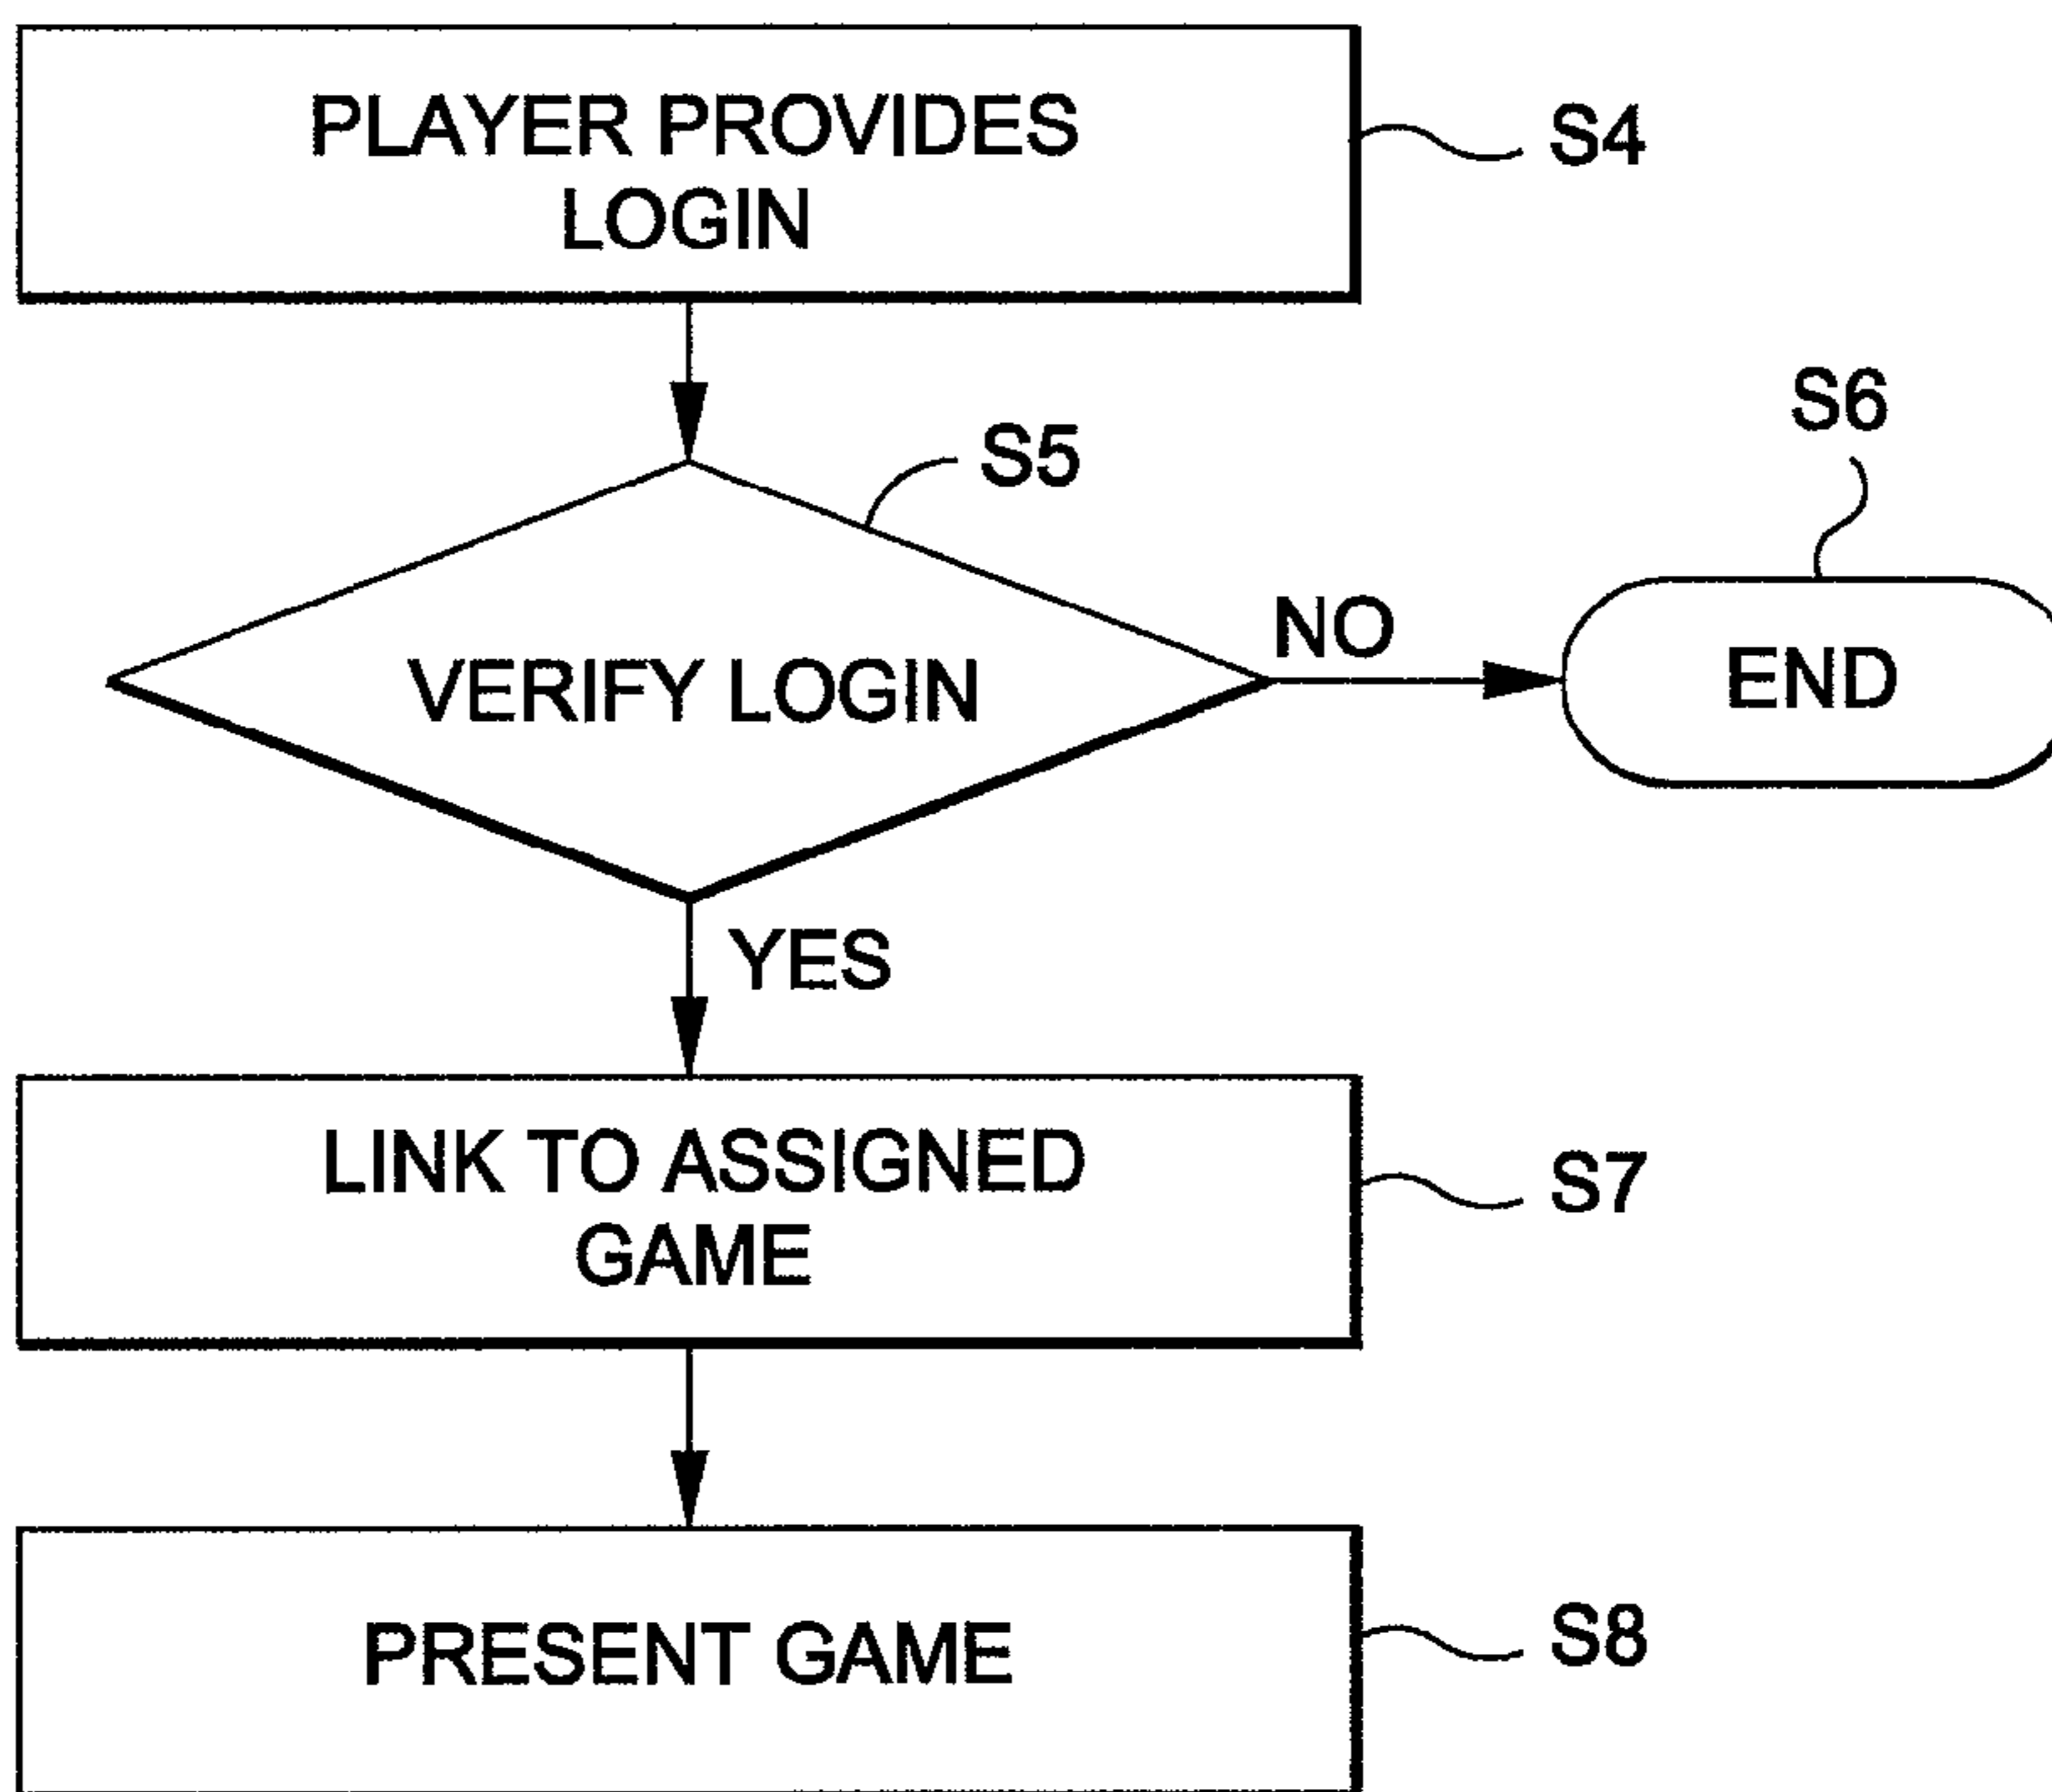 PLAYER PROVIDES
LOGIN
S4
S5
S6
VERIFY LOGIN
NO
END
YES
LINK TO ASSIGNED
GAME
S7
PRESENT GAME
S8